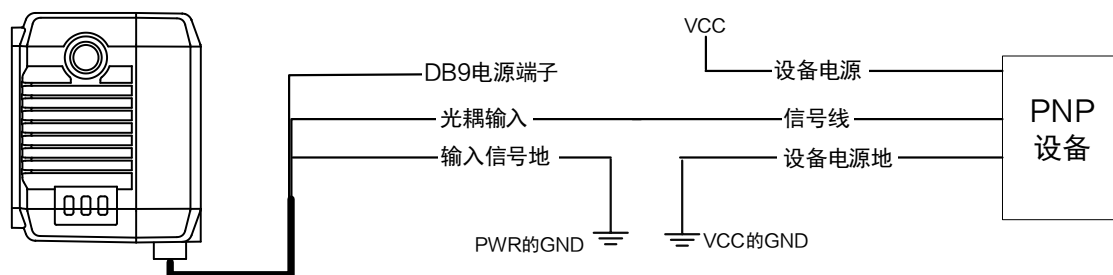 VCC
DB9电源端子
设备电源
光耦输入
信号线
输入信号地
设备电源地
PNP
设备
PWR的GND
VCC的GND